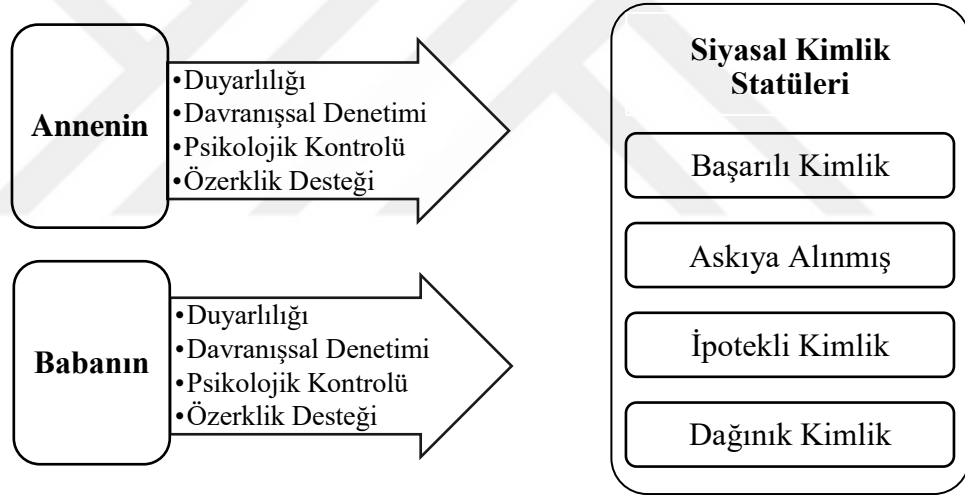 Annenin
•Duyarlılığı
•Davranışsal Denetimi
•Psikolojik Kontrolü
•Özerklik Desteği
Babanın
•Duyarlılığı
•Davranışsal Denetimi
•Psikolojik Kontrolü
•Özerklik Desteği
Siyasal Kimlik
Statüleri
Başarılı Kimlik
Askıya Alınmış
İpotekli Kimlik
Dağınık Kimlik